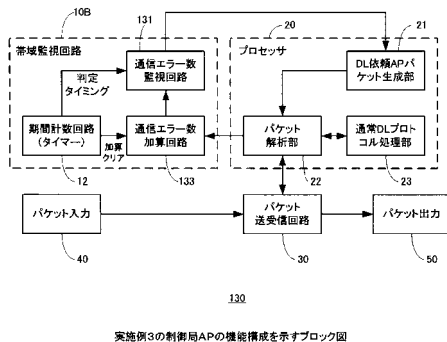 10B
131
20
21
帯域監視回路
プロセッサ
通信エラー数
監視回路
DL依頼APパ
ケット生成部
判定
タイミング
期間計数回路
(タイマー)
加算
クリア
通信エラー数
加算回路
パケット
解析部
通常DLプロト
コル処理部
12
133
22
23
パケット入力
パケット
送受信回路
パケット出力
40
30
50
130
実施例3の制御局APの機能構成を示すブロック図